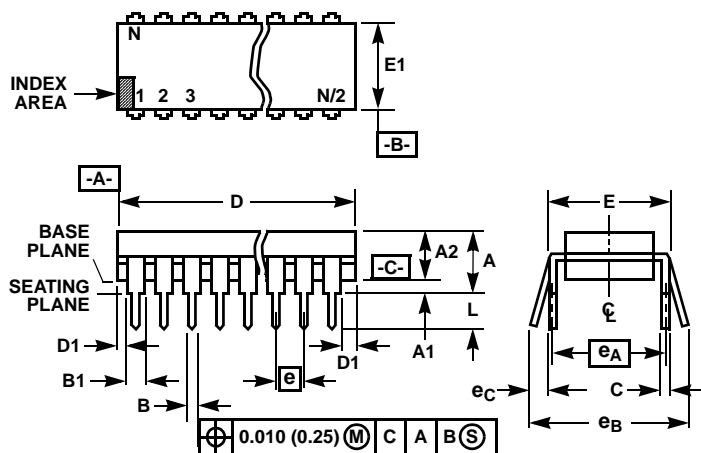 N
E1
INDEX
AREA
1 2 3 N/2
-B-
-A-
D
E
BASE
PLANE
A2
A
-C-
SEATING
PLANE
L
D1
A1
D1
B1
e
eA
B
eC
C
eB
⌖ 0.010 (0.25) Ⓜ C A B Ⓢ
℄